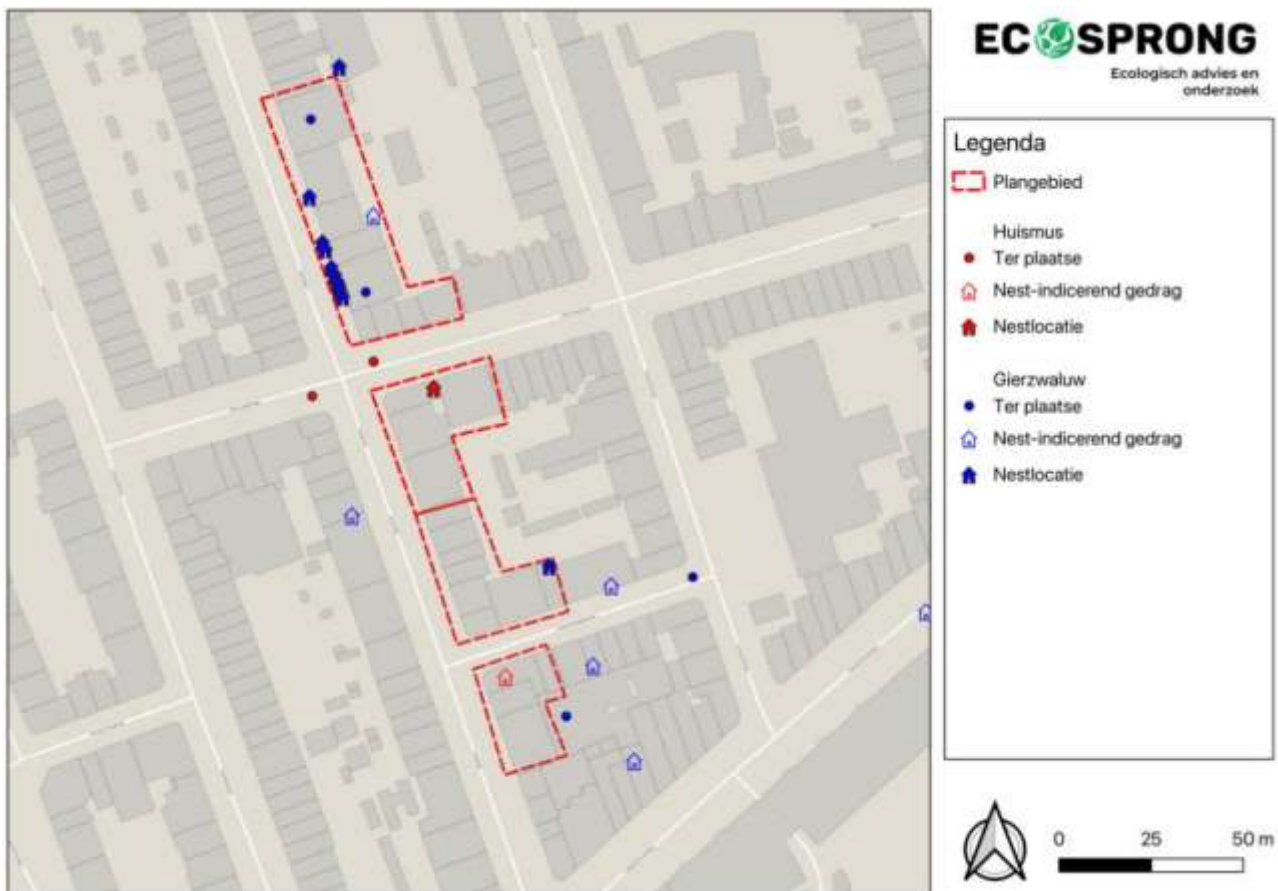 ECOSPRONG
Ecologisch advies en
onderzoek
Legenda
Plangebied
Huismus
Ter plaatse
Nest-indicerend gedrag
Nestlocatie
Gierzwaluw
Ter plaatse
Nest-indicerend gedrag
Nestlocatie
0 25 50 m